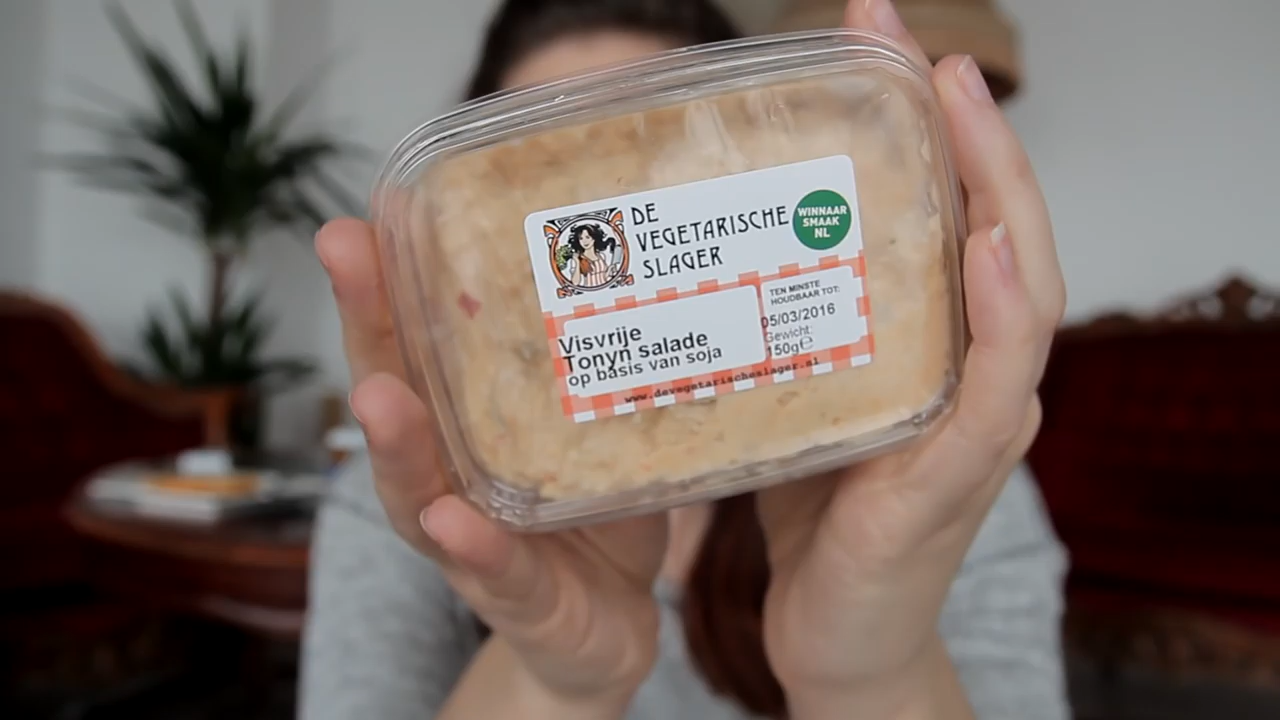 DE
VEGETARISCHE
SLAGER
WINNAAR
SMAAK
NL
Visvrije
Tonyn salade
op basis van soja
TEN MINSTE
HOUDBAAR TOT:
05/03/2016
Gewicht:
150g℮
www.devegetarischeslager.nl